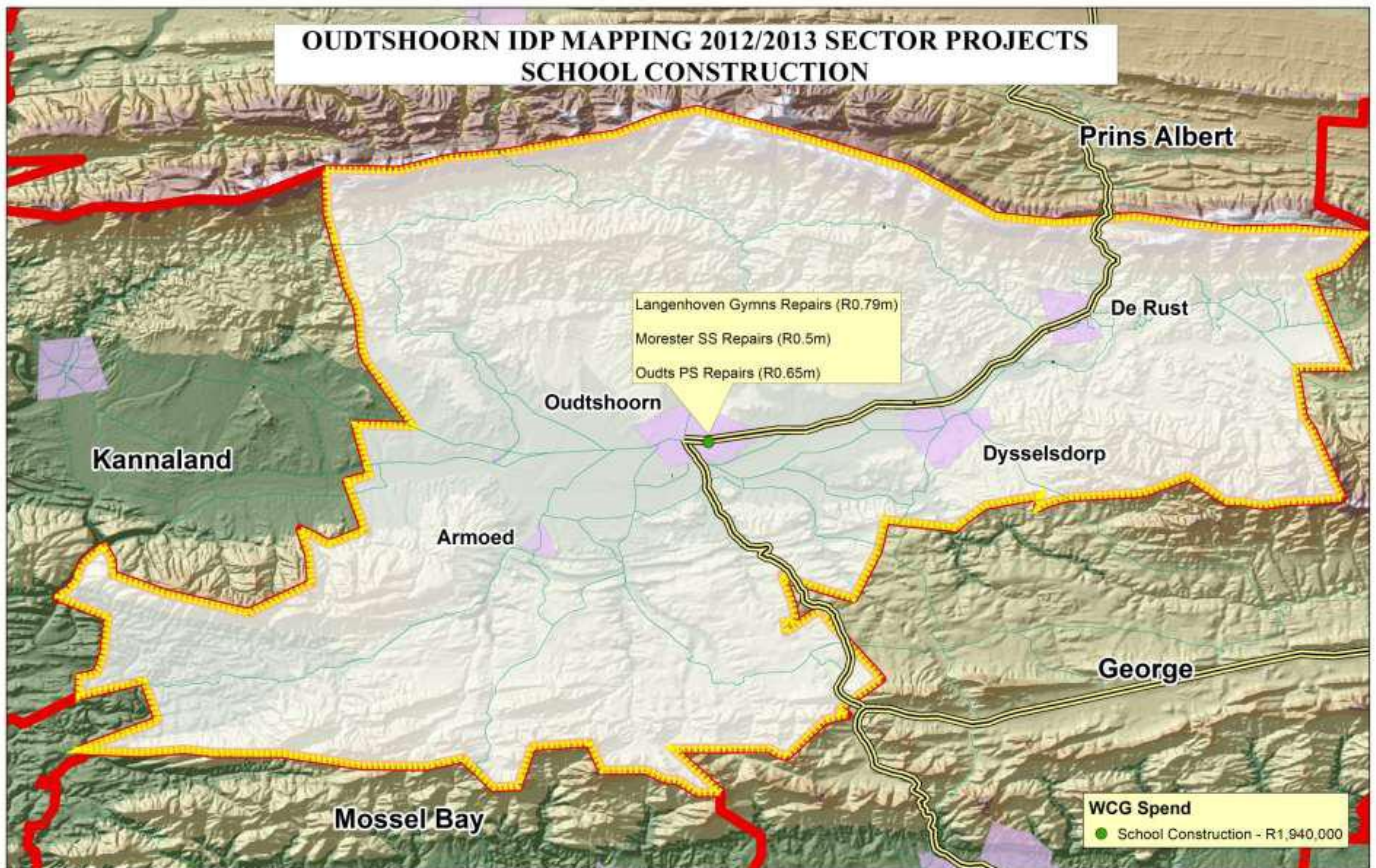 OUDTSHOORN IDP MAPPING 2012/2013 SECTOR PROJECTS
SCHOOL CONSTRUCTION
Prins Albert
Langenhoven Gymns Repairs (R0.79m)
Morester SS Repairs (R0.5m)
Oudts PS Repairs (R0.65m)
De Rust
Oudtshoorn
Kannaland
Dysselsdorp
Armoed
George
Mossel Bay
WCG Spend
School Construction - R1,940,000